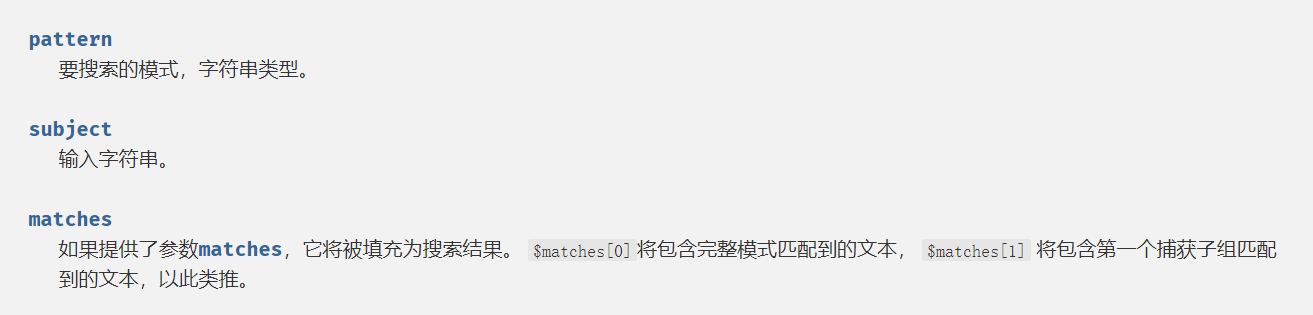 pattern
要搜索的模式，字符串类型。
subject
输入字符串。
matches
如果提供了参数matches，它将被填充为搜索结果。 $matches[0]将包含完整模式匹配到的文本， $matches[1] 将包含第一个捕获子组匹配
到的文本，以此类推。